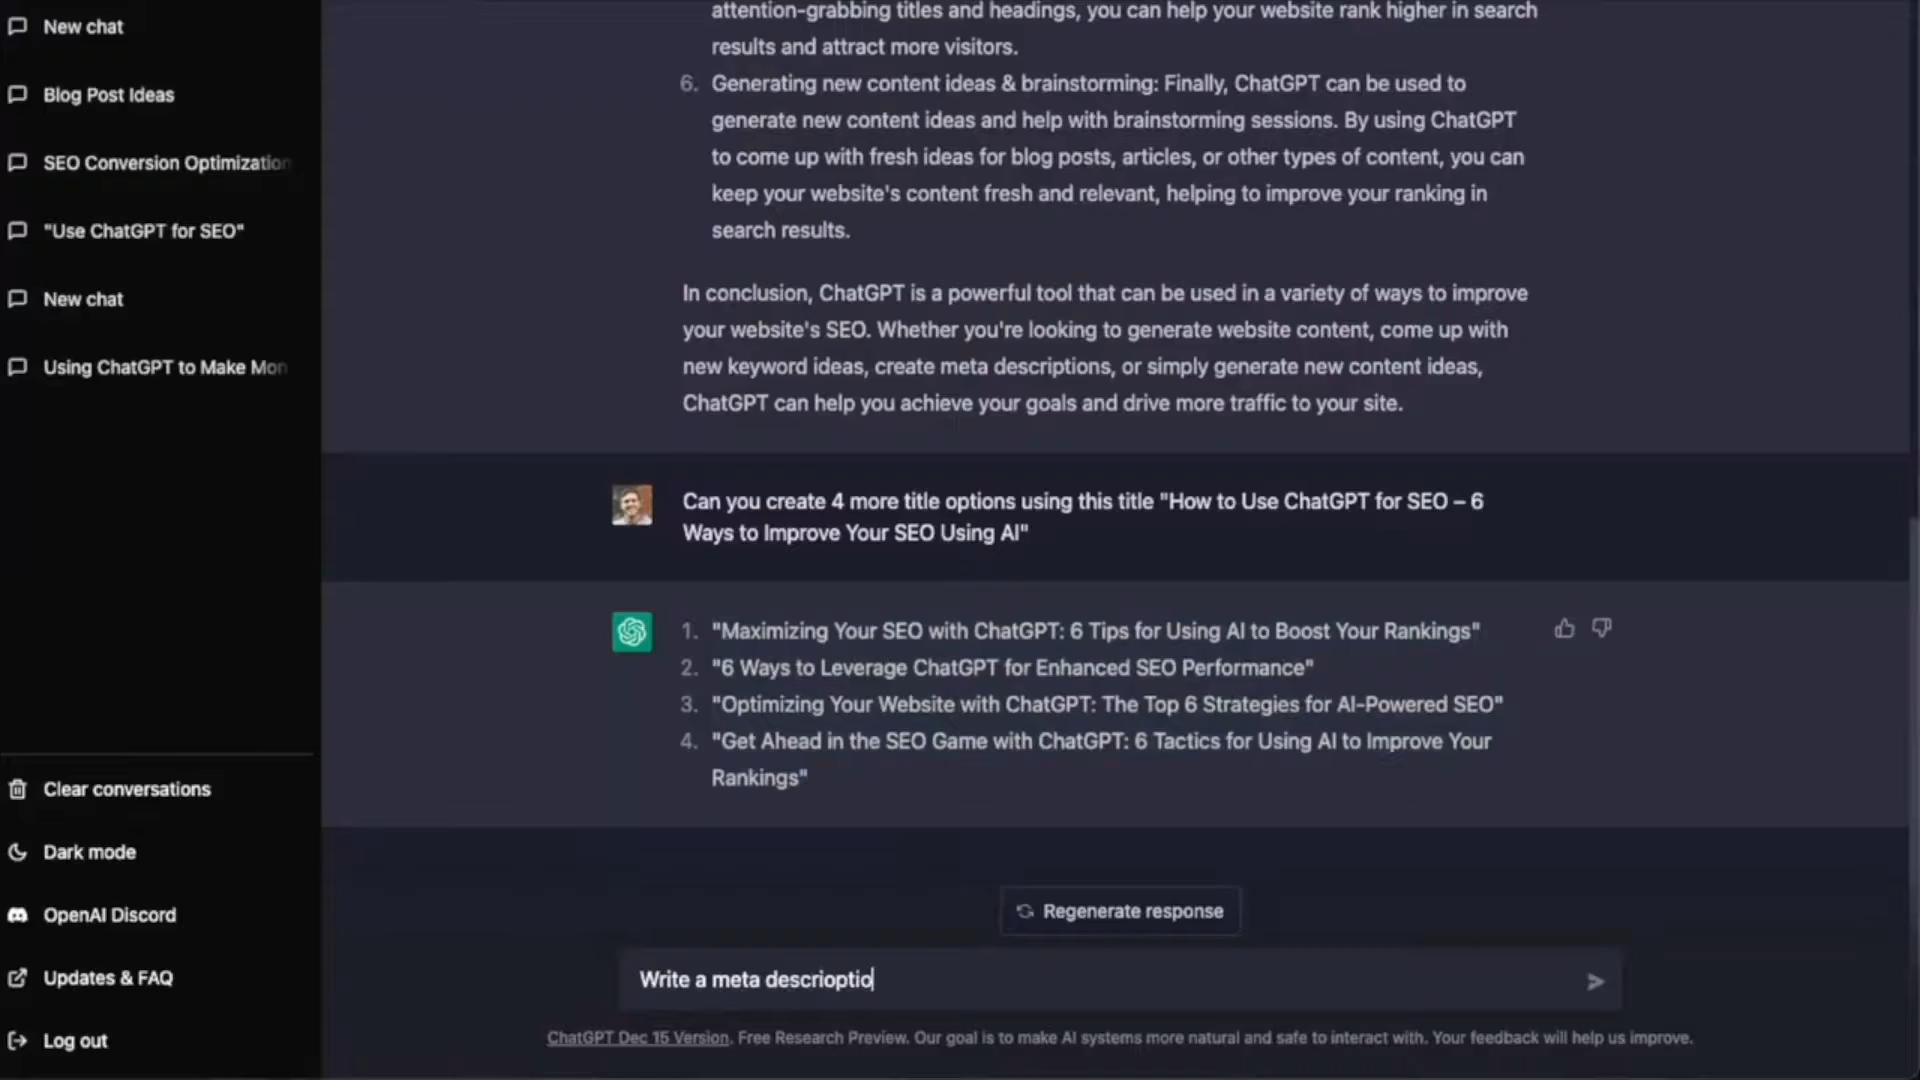 New chat
Blog Post Ideas
SEO Conversion Optimization
"Use ChatGPT for SEO"
New chat
Using ChatGPT to Make Mon
Clear conversations
Dark mode
OpenAI Discord
Updates & FAQ
Log out
attention-grabbing titles and headings, you can help your website rank higher in search
results and attract more visitors.
6. Generating new content ideas & brainstorming: Finally, ChatGPT can be used to
generate new content ideas and help with brainstorming sessions. By using ChatGPT
to come up with fresh ideas for blog posts, articles, or other types of content, you can
keep your website's content fresh and relevant, helping to improve your ranking in
search results.
In conclusion, ChatGPT is a powerful tool that can be used in a variety of ways to improve
your website's SEO. Whether you're looking to generate website content, come up with
new keyword ideas, create meta descriptions, or simply generate new content ideas,
ChatGPT can help you achieve your goals and drive more traffic to your site.
Can you create 4 more title options using this title "How to Use ChatGPT for SEO – 6
Ways to Improve Your SEO Using AI"
1. "Maximizing Your SEO with ChatGPT: 6 Tips for Using AI to Boost Your Rankings"
2. "6 Ways to Leverage ChatGPT for Enhanced SEO Performance"
3. "Optimizing Your Website with ChatGPT: The Top 6 Strategies for AI-Powered SEO"
4. "Get Ahead in the SEO Game with ChatGPT: 6 Tactics for Using AI to Improve Your
Rankings"
Regenerate response
Write a meta descrioptio
ChatGPT Dec 15 Version. Free Research Preview. Our goal is to make AI systems more natural and safe to interact with. Your feedback will help us improve.